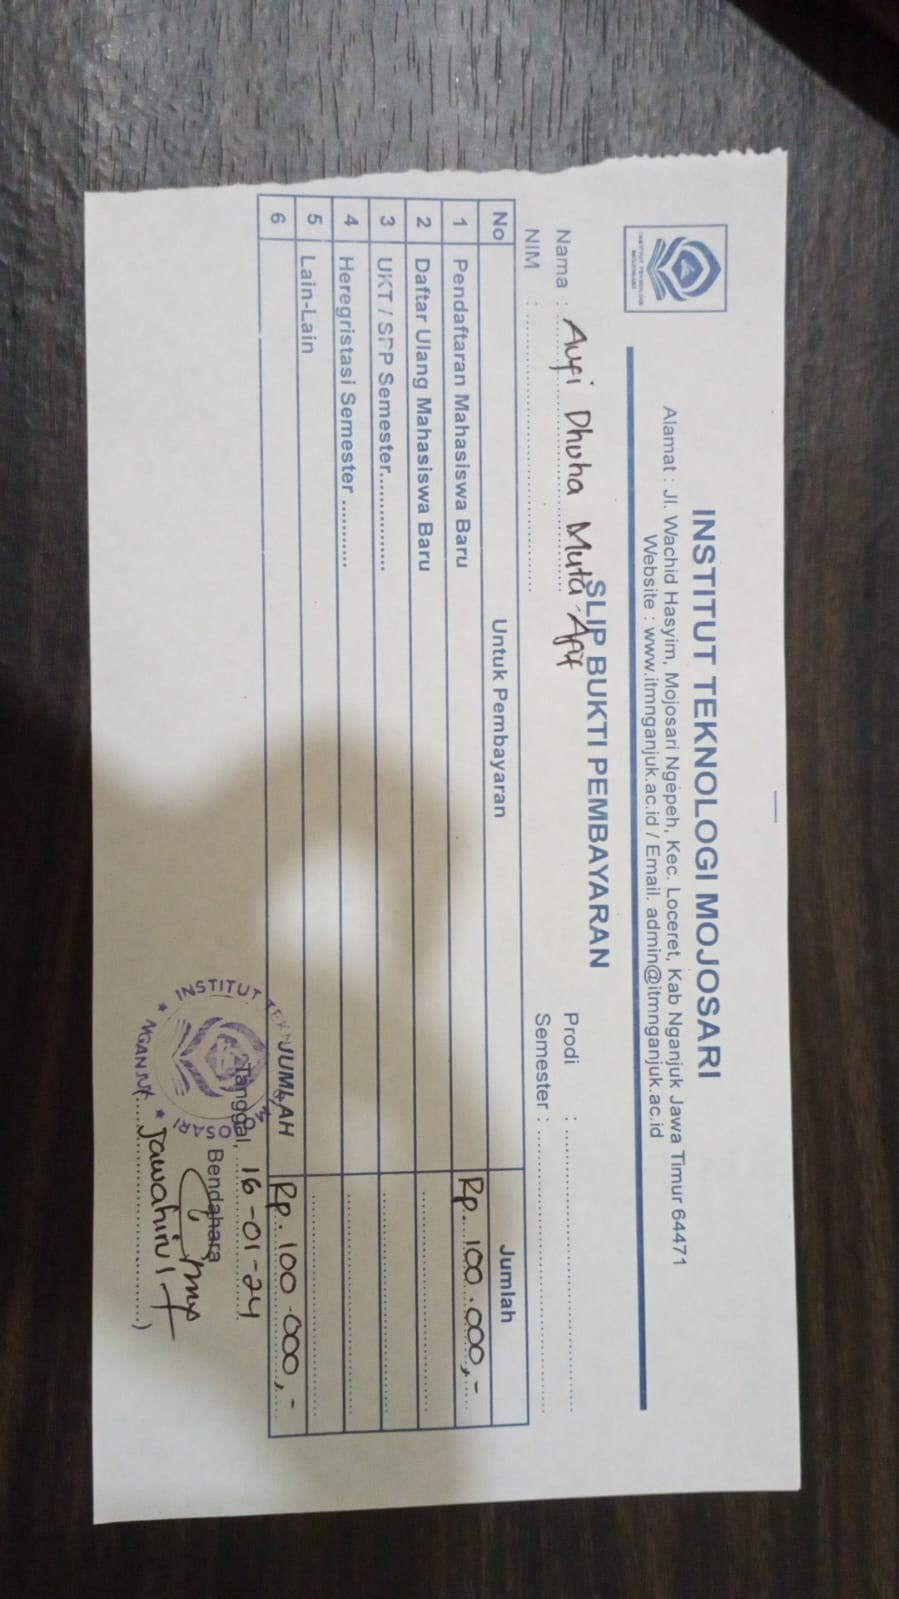 INSTITUT TEKNOLOGI MOJOSARI
Alamat : Jl. Wachid Hasyim, Mojosari Ngepeh, Kec. Loceret, Kab Nganjuk Jawa Timur 64471
Website : www.itmnganjuk.ac.id / Email. admin@itmnganjuk.ac.id
INSTITUT TEKNOLOGI
MOJOSARI
SLIP BUKTI PEMBAYARAN
Nama : Aufi Dhuha Muta'Afif Prodi :
NIM : Semester :
No Untuk Pembayaran Jumlah
1 Pendaftaran Mahasiswa Baru Rp. 100.000,-
2 Daftar Ulang Mahasiswa Baru
3 UKT / SPP Semester
4 Heregristasi Semester
5 Lain-Lain
6 JUMLAH Rp. 100.000,-
Tanggal, 16-01-24
Bendahara
INSTITUT TEKN OSARI
NGANJUK